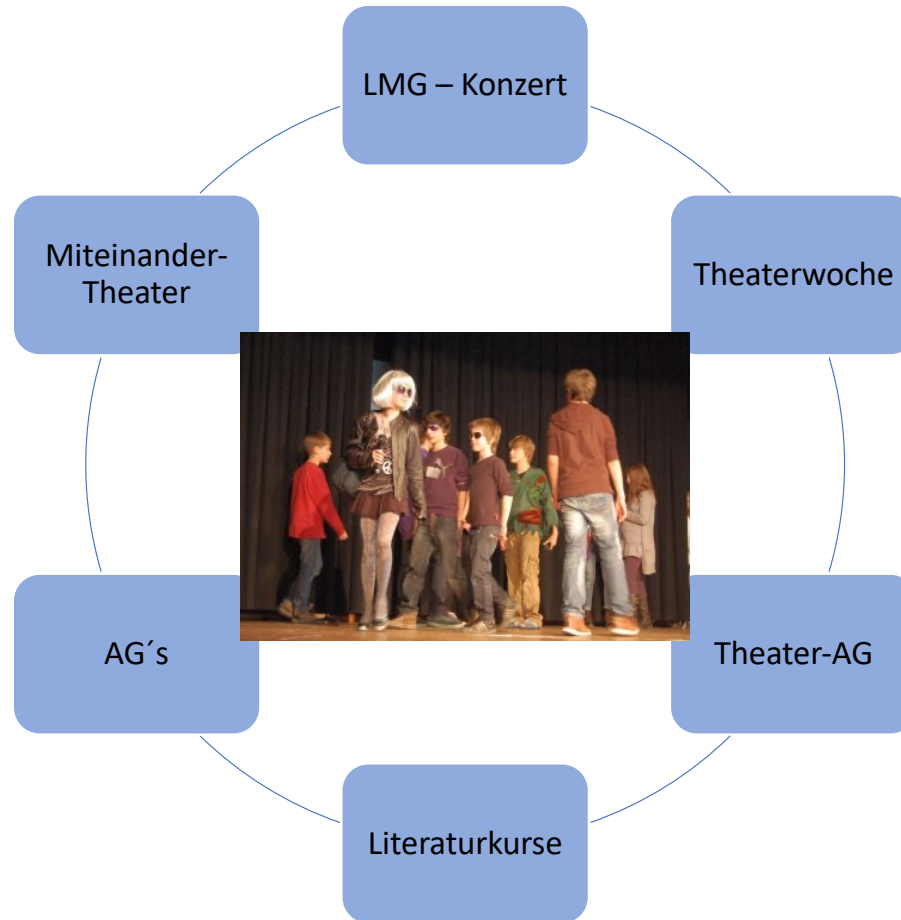 LMG – Konzert
Miteinander-
Theater
Theaterwoche
AG´s
Theater-AG
Literaturkurse